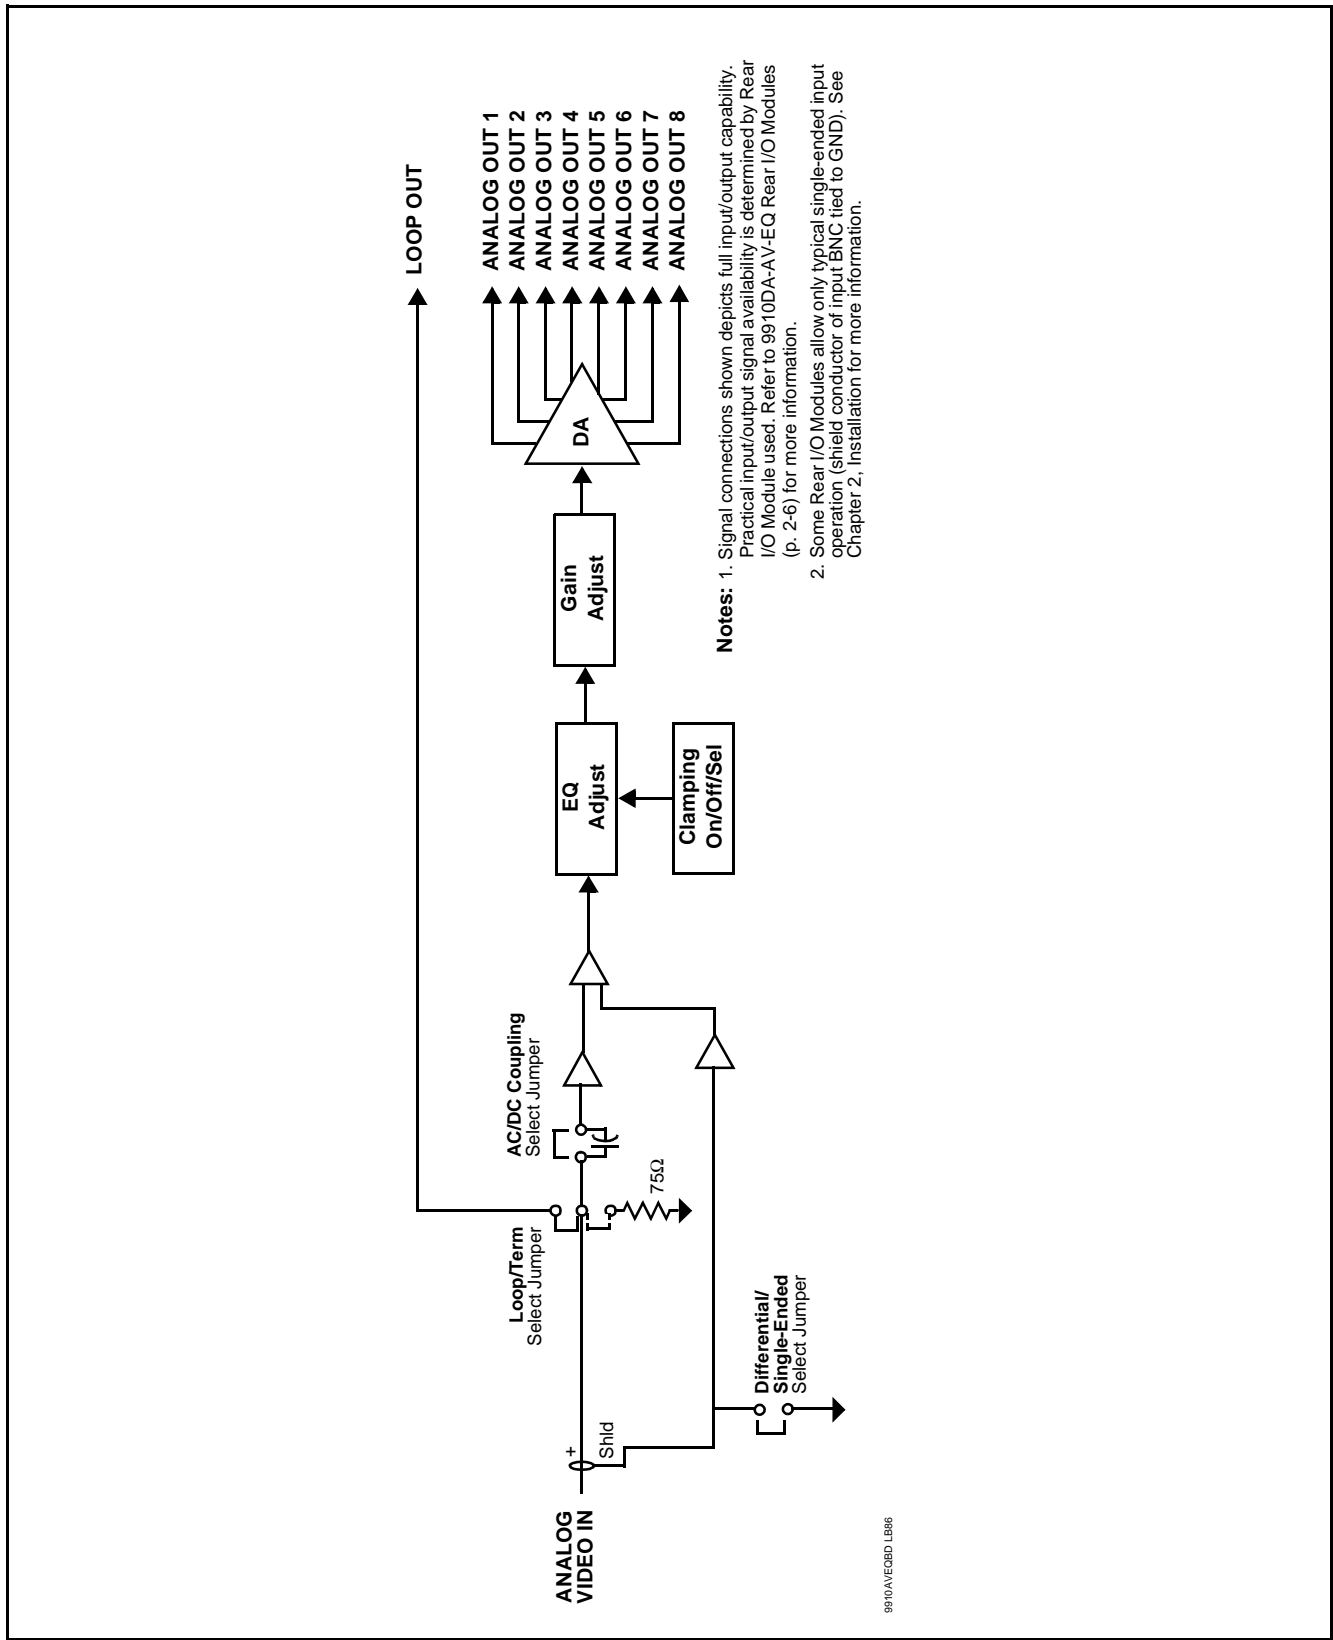 LOOP OUT
ANALOG OUT 1
ANALOG OUT 2
ANALOG OUT 3
ANALOG OUT 4
ANALOG OUT 5
ANALOG OUT 6
ANALOG OUT 7
ANALOG OUT 8
AC/DC Coupling
Select Jumper
Loop/Term
Select Jumper
ANALOG
VIDEO IN
+
Shld
75Ω
EQ
Adjust
Gain
Adjust
DA
Clamping
On/Off/Sel
Differential/
Single-Ended
Select Jumper
Notes: 1. Signal connections shown depicts full input/output capability.
Practical input/output signal availability is determined by Rear
I/O Module used. Refer to 9910DA-AV-EQ Rear I/O Modules
(p. 2-6) for more information.
2. Some Rear I/O Modules allow only typical single-ended input
operation (shield conductor of input BNC tied to GND). See
Chapter 2, Installation for more information.
9910AVEQBD LB86